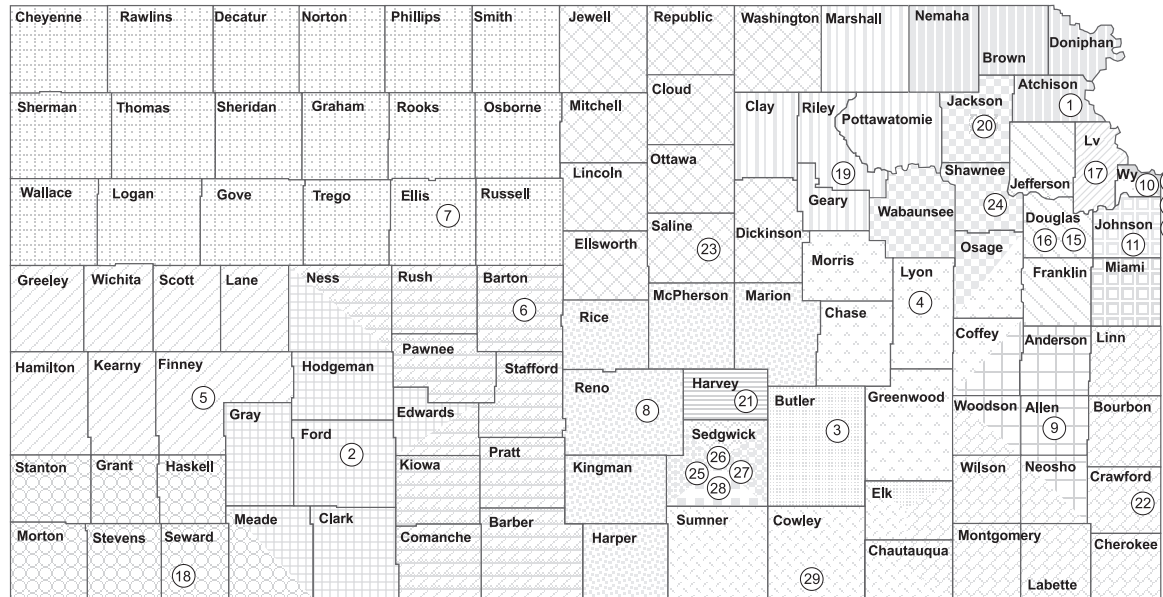 Cheyenne Rawlins Decatur Norton Phillips Smith Jewell Republic Washington Marshall Nemaha
Brown Doniphan
Sherman Thomas Sheridan Graham Rooks Osborne Mitchell Cloud Clay Riley Pottawatomie Jackson Atchison
20 1
Ottawa Lv
Lincoln 19 Shawnee Jefferson 17 Wy 10
Wallace Logan Gove Trego Ellis Russell Geary Wabaunsee 24 Douglas Johnson
7 Saline Dickinson 16 15 11
Ellsworth 23 Osage
Morris Lyon Franklin Miami
Greeley Wichita Scott Lane Ness Rush Barton McPherson Marion 4
6 Rice Chase
Coffey Anderson Linn
Hamilton Kearny Finney Hodgeman Pawnee Stafford
5 Reno Harvey Butler Greenwood
Gray Edwards 8 21 3 Woodson Allen Bourbon
Ford Sedgwick 9
2 Pratt 26
Stanton Grant Haskell Kiowa Kingman 25 27 Wilson Neosho Crawford
28 Elk 22
Morton Stevens Seward Meade Clark Comanche Barber Harper Sumner Cowley Chautauqua Montgomery Cherokee
18 29 Labette